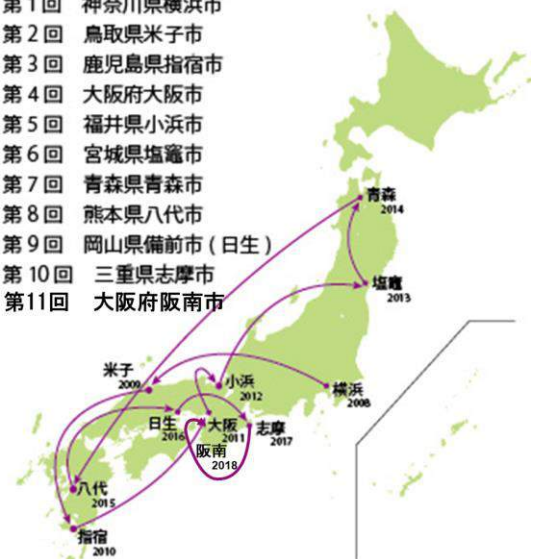 第1回 神奈川県横浜市
第2回 鳥取県米子市
第3回 鹿児島県指宿市
第4回 大阪府大阪市
第5回 福井県小浜市
第6回 宮城県塩竈市
第7回 青森県青森市
第8回 熊本県八代市
第9回 岡山県備前市(日生)
第10回 三重県志摩市
第11回 大阪府阪南市
青森
2014
塩竈
2013
米子
2009
小浜
2012
横浜
2008
日生
2016
大阪
2011
志摩
2017
阪南
2018
八代
2015
指宿
2010